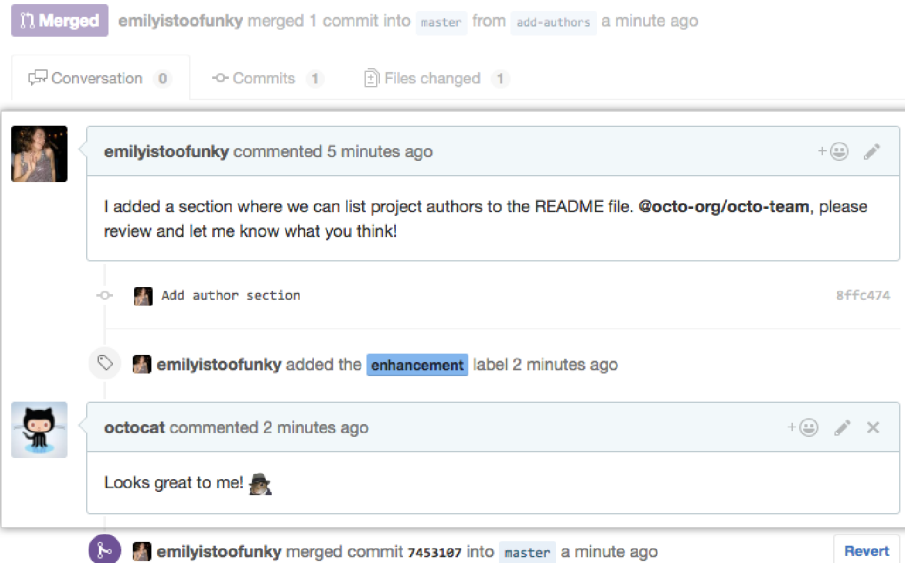 Merged emilyistoofunky merged 1 commit into master from add-authors a minute ago
Conversation 0 Commits 1 Files changed 1
emilyistoofunky commented 5 minutes ago
I added a section where we can list project authors to the README file. @octo-org/octo-team, please
review and let me know what you think!
Add author section 8ffc474
emilyistoofunky added the enhancement label 2 minutes ago
octocat commented 2 minutes ago
Looks great to me!
emilyistoofunky merged commit 7453107 into master a minute ago Revert